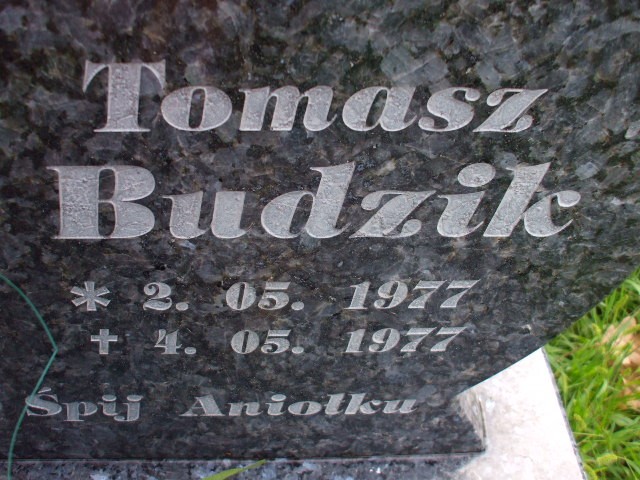 Tomasz
Budzik
* 2. 05. 1977
✝ 4. 05. 1977
Śpij Aniołku